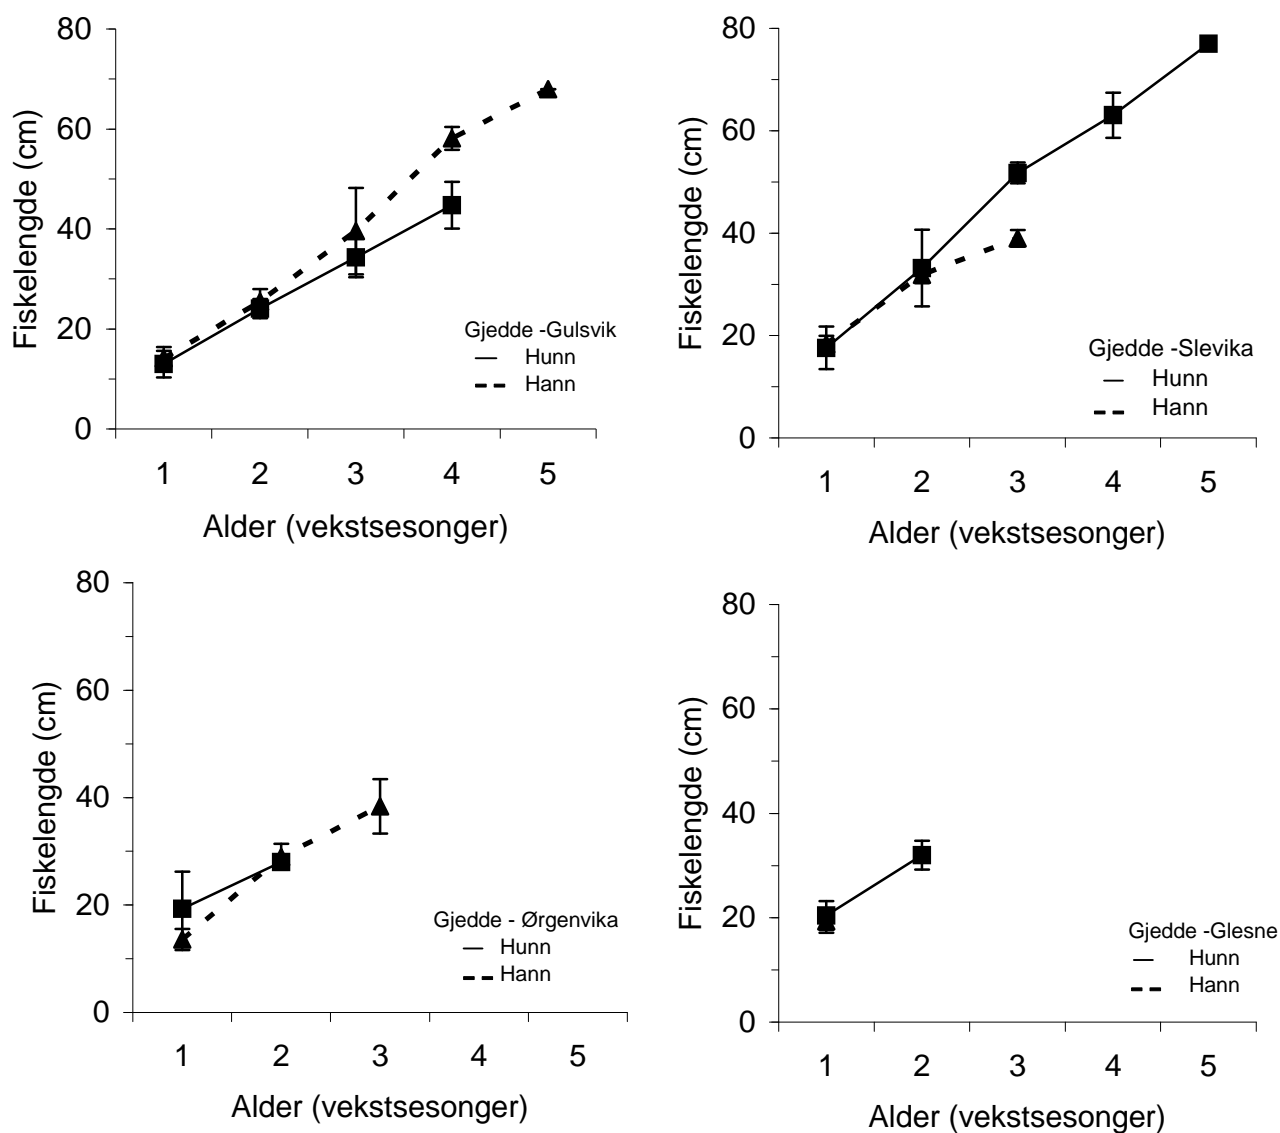 Fiskelengde (cm)
80
60
40
20
0
Gjedde -Gulsvik
Hunn
Hann
1 2 3 4 5
Alder (vekstsesonger)
Fiskelengde (cm)
80
60
40
20
0
Gjedde -Slevika
Hunn
Hann
1 2 3 4 5
Alder (vekstsesonger)
Fiskelengde (cm)
80
60
40
20
0
Gjedde - Ørgenvika
Hunn
Hann
1 2 3 4 5
Alder (vekstsesonger)
Fiskelengde (cm)
80
60
40
20
0
Gjedde -Glesne
Hunn
Hann
1 2 3 4 5
Alder (vekstsesonger)